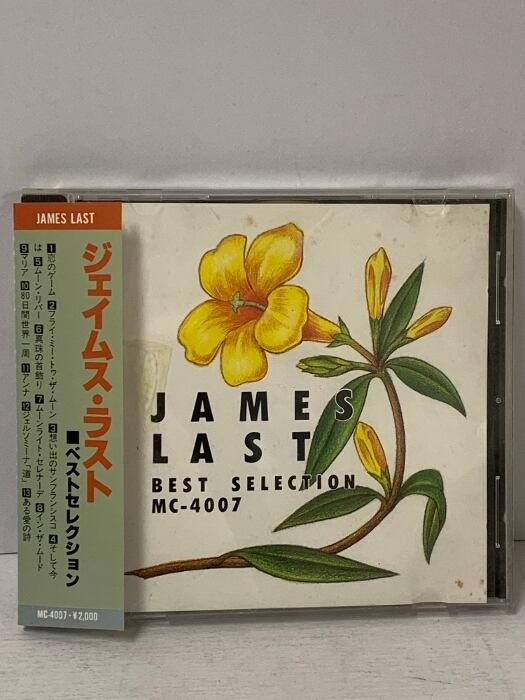 JAMES LAST
ジェイムス・ラスト
■ベストセレクション
1恋のゲーム 2フライ・ミー・トゥ・ザ・ムーン 3想い出のサンフランシスコ 4そして今
は 5ムーン・リバー 6真珠の首飾り 7ムーンライト・セレナーデ 8イン・ザ・ムード
9マリア 10 80日間世界一周 11アンナ 12ジェルソミーナ「道」 13ある愛の詩
MC-4007・¥2,000
JAMES
LAST
BEST SELECTION
MC-4007